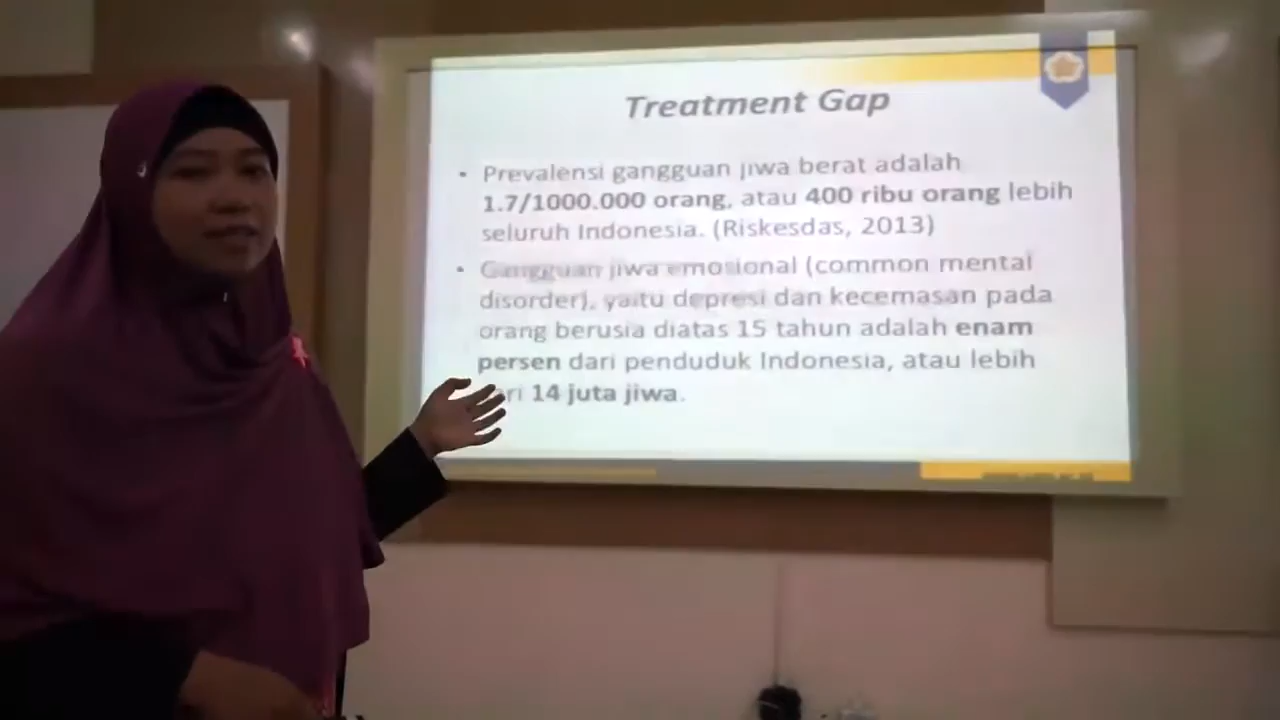 Treatment Gap
• Prevalensi gangguan jiwa berat adalah
1.7/1000.000 orang, atau 400 ribu orang lebih
seluruh Indonesia. (Riskesdas, 2013)
• Gangguan jiwa emosional (common mental
disorder), yaitu depresi dan kecemasan pada
orang berusia diatas 15 tahun adalah enam
persen dari penduduk Indonesia, atau lebih
14 juta jiwa.